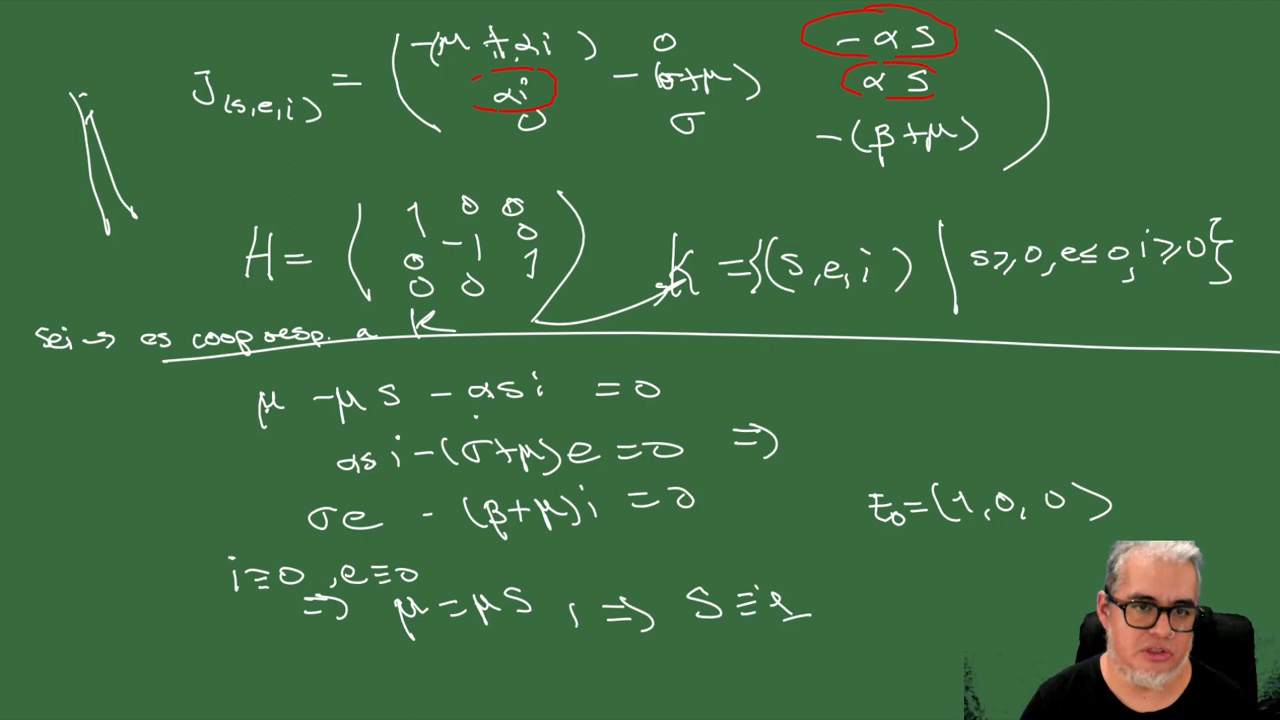 J(s,e,i) = ( -(μ + αi) 0 -αs
αi -(σ+μ) αs
0 σ -(β+μ) )
H = ( 1 0 0
0 -1 0
0 0 1 ) K = {(s,e,i) | s≥0, e≤0, i≥0}
sei → es coop resp. a K
μ - μs - αsi = 0
αsi - (σ+μ)e = 0 ⇒
σe - (β+μ)i = 0 E₀ = (1,0,0)
i≡0, e≡0
⇒ μ = μs, ⇒ s≡1